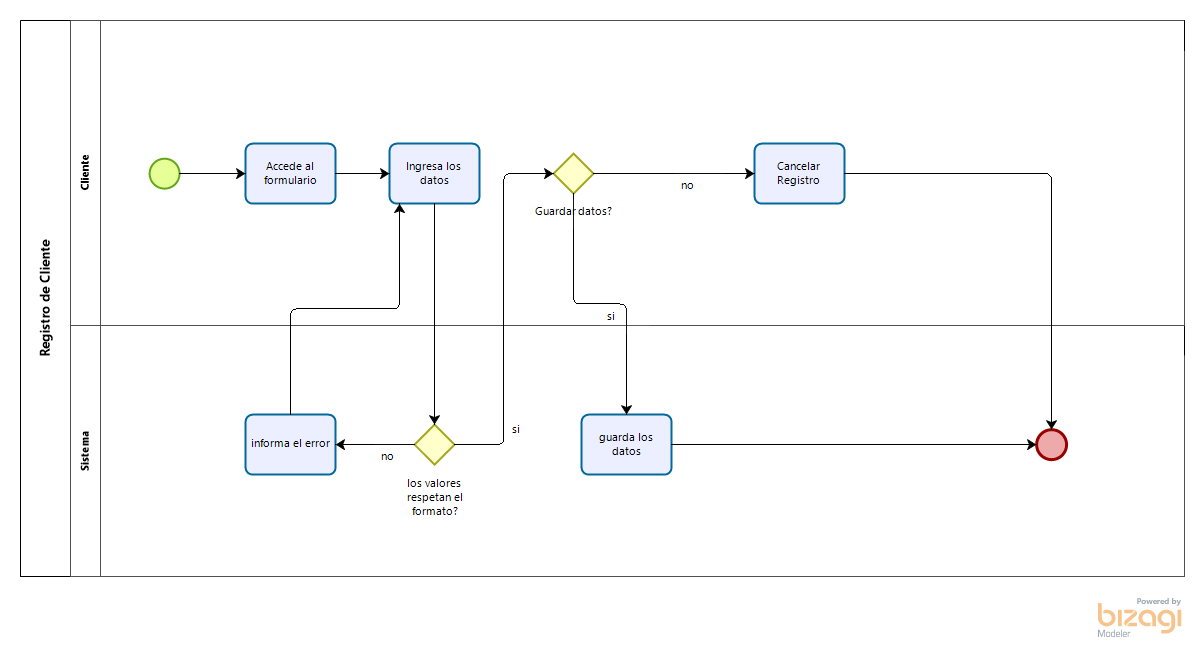 Registro de Cliente
Cliente
Accede al
formulario
Ingresa los
datos
Guardar datos?
no
Cancelar
Registro
si
Sistema
informa el error
no
los valores
respetan el
formato?
si
guarda los
datos
Powered by
bizagi
Modeler